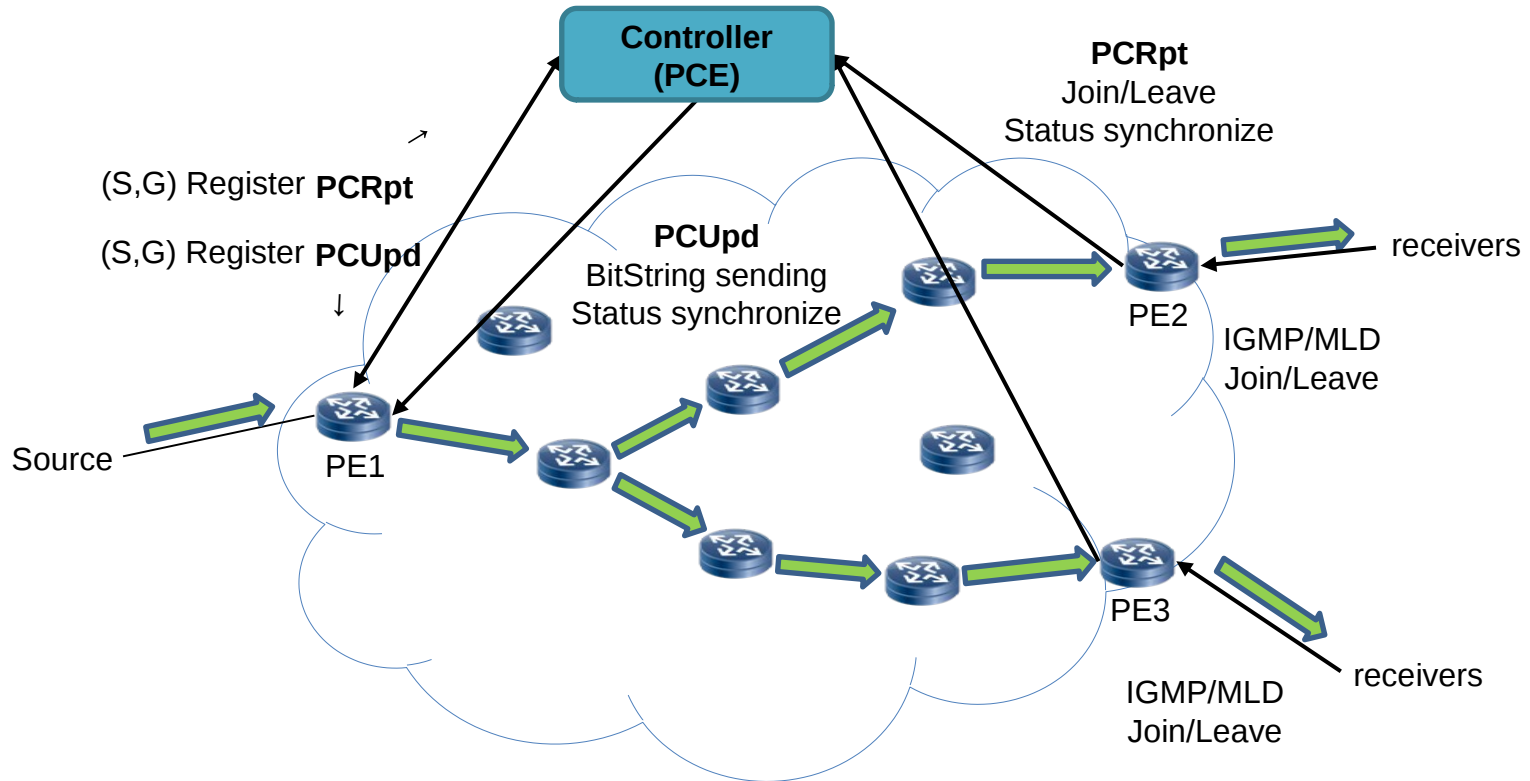 Controller
(PCE)
PCRpt
Join/Leave
Status synchronize
(S,G) Register PCRpt
(S,G) Register PCUpd
PCUpd
BitString sending
Status synchronize
receivers
PE2
IGMP/MLD
Join/Leave
Source
PE1
PE3
receivers
IGMP/MLD
Join/Leave